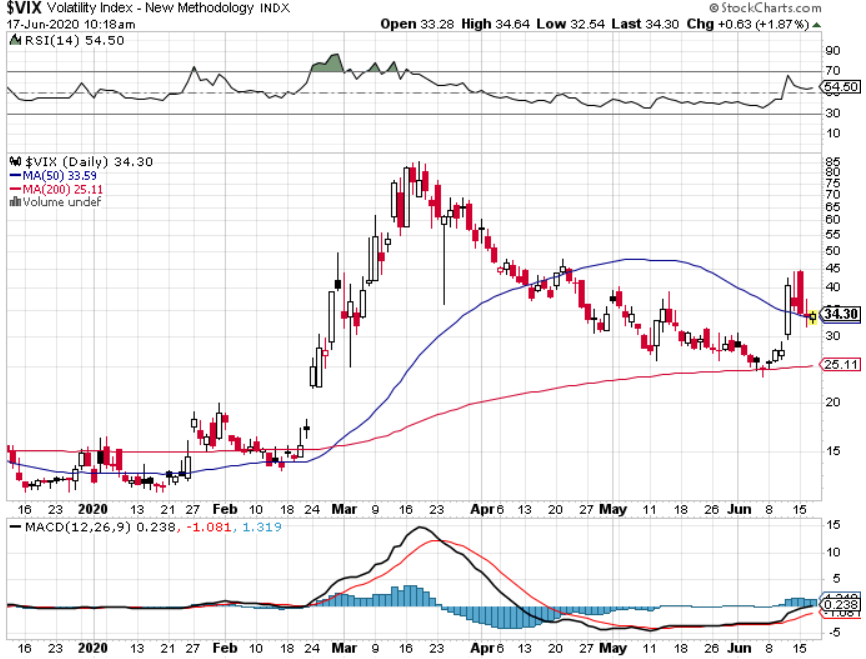 $VIX Volatility Index - New Methodology INDX © StockCharts.com
17-Jun-2020 10:18am Open 33.28 High 34.64 Low 32.54 Last 34.30 Chg +0.63 (+1.87%)
RSI(14) 54.50
90
70
54.50
30
10
$VIX (Daily) 34.30
MA(50) 33.59
MA(200) 25.11
Volume undef
85
80
75
70
65
60
55
50
45
40
34.30
30
25.11
20
15
16 23 2020 13 21 27 Feb 10 18 24 Mar 9 16 23 Apr 6 13 20 27 May 11 18 26 Jun 8 15
MACD(12,26,9) 0.238, -1.081, 1.319
15
10
5
0.238
-5
16 23 2020 13 21 27 Feb 10 18 24 Mar 9 16 23 Apr 6 13 20 27 May 11 18 26 Jun 8 15